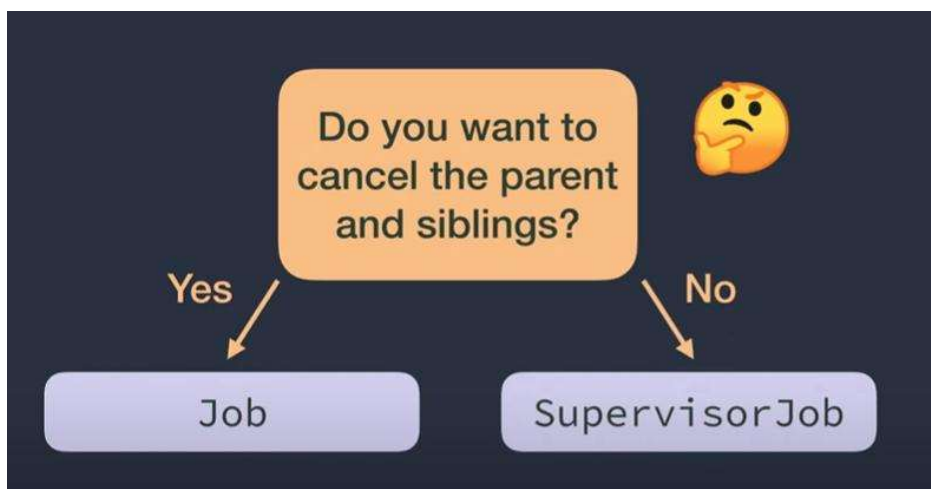 Do you want to
cancel the parent
and siblings?
Yes
No
Job
SupervisorJob